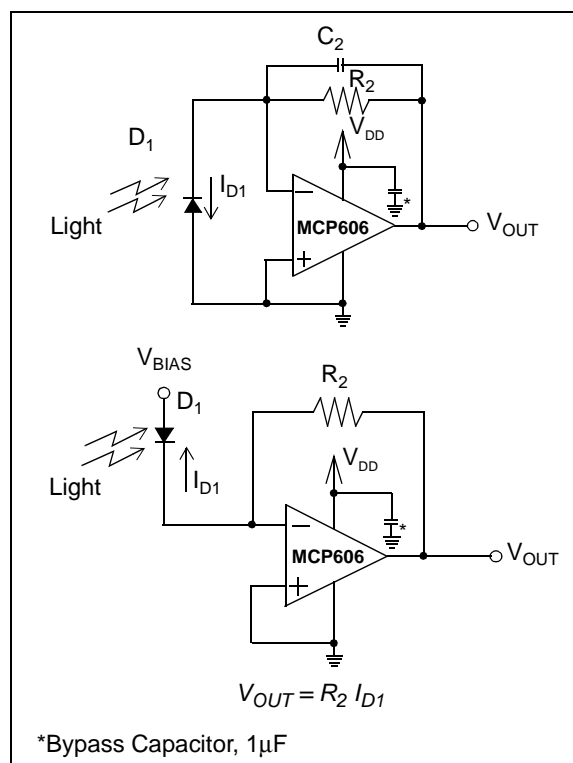 C2
R2
VDD
D1
ID1
Light
−
MCP606
+
*
VOUT
VBIAS
D1
R2
VDD
ID1
Light
−
MCP606
+
*
VOUT
VOUT = R2 ID1
*Bypass Capacitor, 1μF